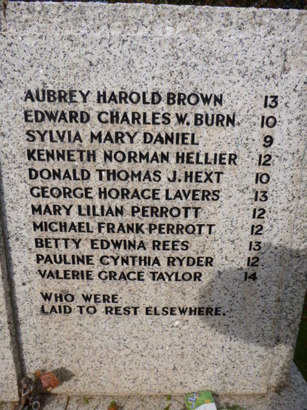 AUBREY HAROLD BROWN 13
EDWARD CHARLES W. BURN 10
SYLVIA MARY DANIEL 9
KENNETH NORMAN HELLIER 12
DONALD THOMAS J. HEXT 10
GEORGE HORACE LAVERS 13
MARY LILIAN PERROTT 12
MICHAEL FRANK PERROTT 12
BETTY EDWINA REES 13
PAULINE CYNTHIA RYDER 12
VALERIE GRACE TAYLOR 14
WHO WERE
LAID TO REST ELSEWHERE.